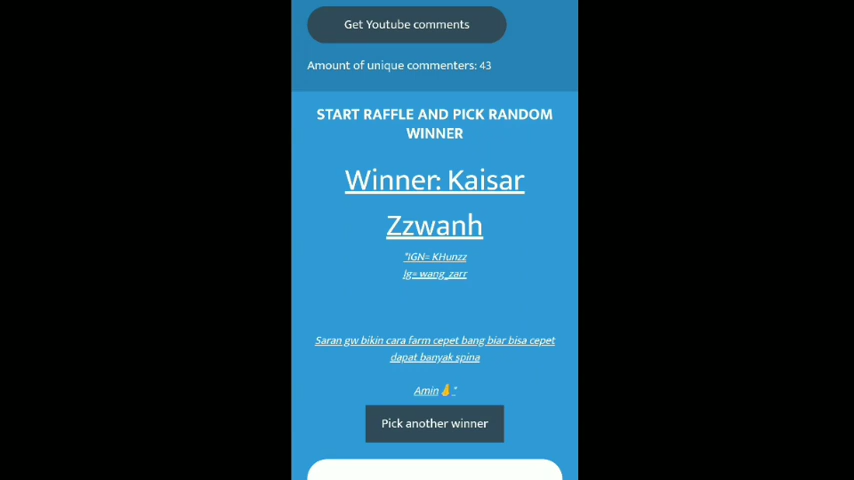 Get Youtube comments
Amount of unique commenters: 43
START RAFFLE AND PICK RANDOM
WINNER
Winner: Kaisar
Zzwanh
"IGN= KHunzz
Ig= wang_zarr
Saran gw bikin cara farm cepet bang biar bisa cepet
dapat banyak spina
Amin🤲"
Pick another winner